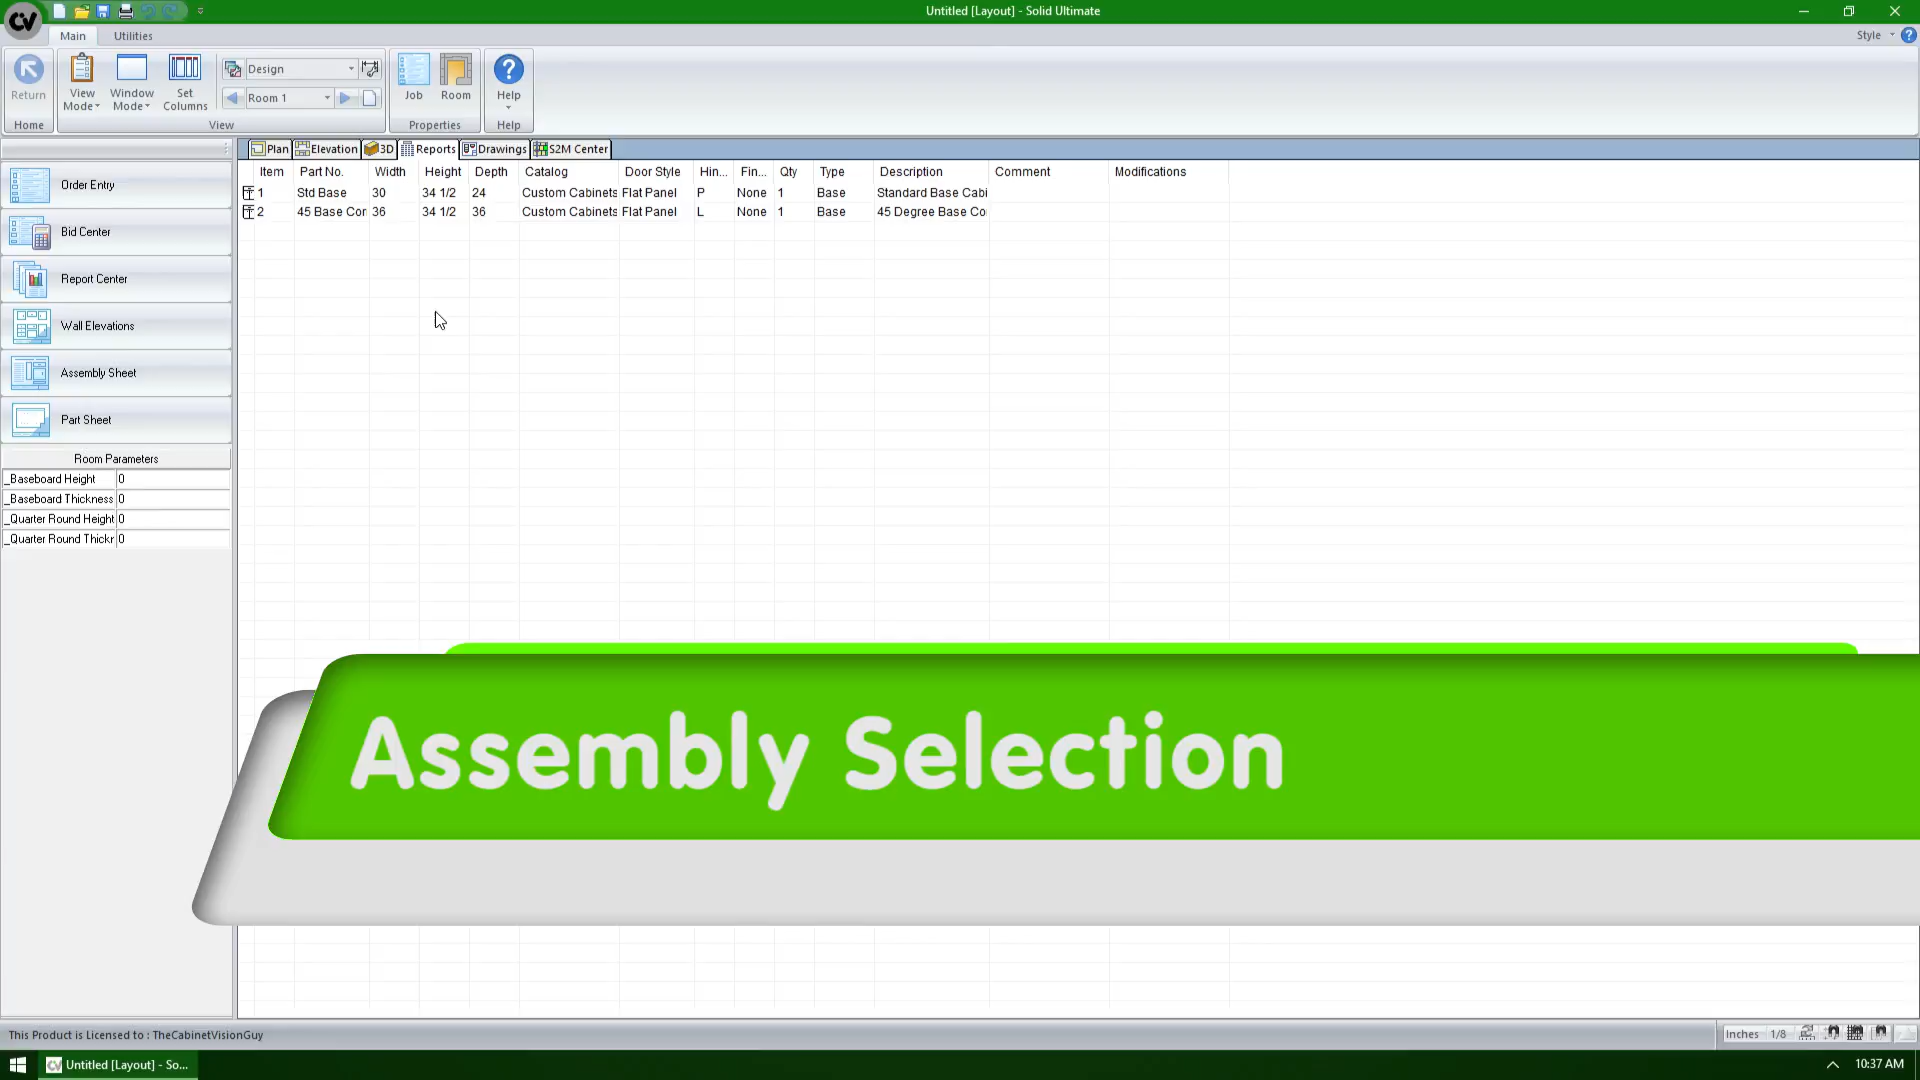 CV
Untitled [Layout] - Solid Ultimate
Main Utilities Style
Return
Home
View Mode
Window Mode
Set Columns
Design
Room 1
View
Job
Room
Properties
Help
Help
Plan Elevation 3D Reports Drawings S2M Center
Item Part No. Width Height Depth Catalog Door Style Hin... Fin... Qty Type Description Comment Modifications
1 Std Base 30 34 1/2 24 Custom Cabinets Flat Panel P None 1 Base Standard Base Cabi
2 45 Base Cor 36 34 1/2 36 Custom Cabinets Flat Panel L None 1 Base 45 Degree Base Co
Order Entry
Bid Center
Report Center
Wall Elevations
Assembly Sheet
Part Sheet
Room Parameters
_Baseboard Height 0
_Baseboard Thickness 0
_Quarter Round Height 0
_Quarter Round Thickr 0
Assembly Selection
This Product is Licensed to : TheCabinetVisionGuy
Inches 1/8
Untitled [Layout] - So...
10:37 AM